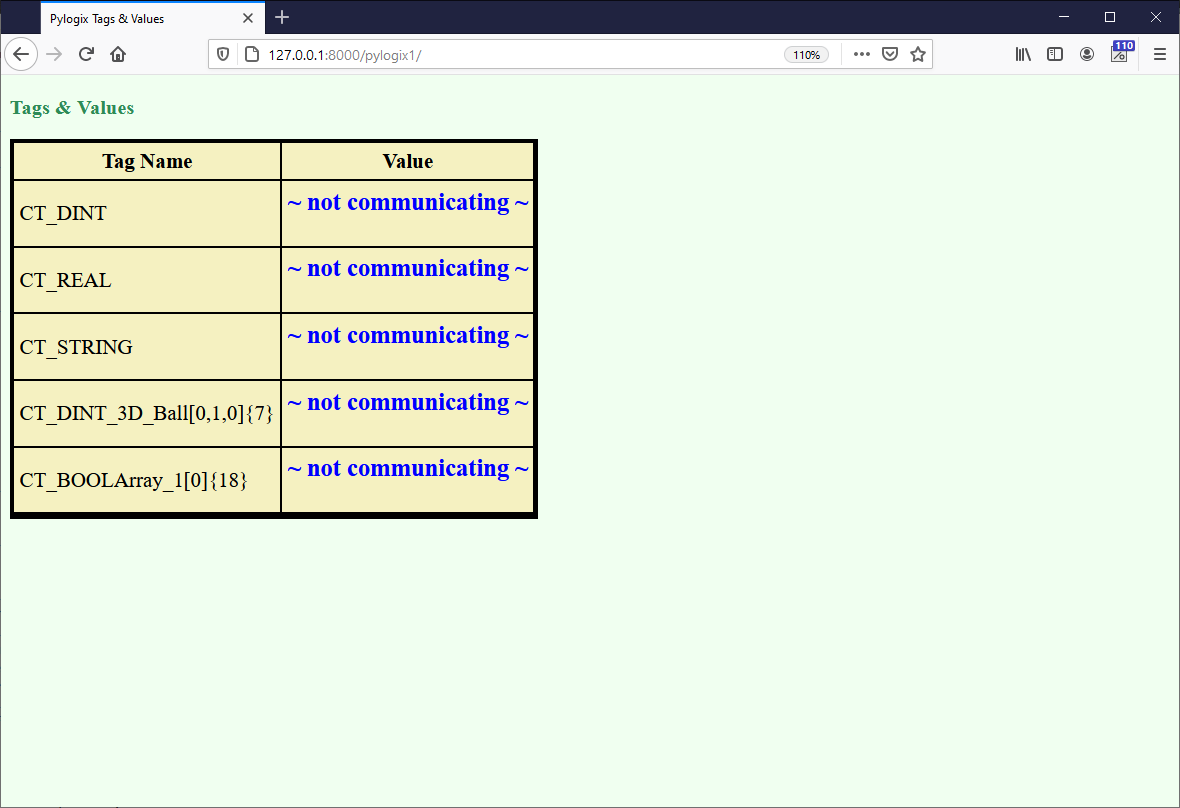 Pylogix Tags & Values
127.0.0.1:8000/pylogix1/
110%
110
Tags & Values
Tag Name Value
CT_DINT ~ not communicating ~
CT_REAL ~ not communicating ~
CT_STRING ~ not communicating ~
CT_DINT_3D_Ball[0,1,0]{7} ~ not communicating ~
CT_BOOLArray_1[0]{18} ~ not communicating ~